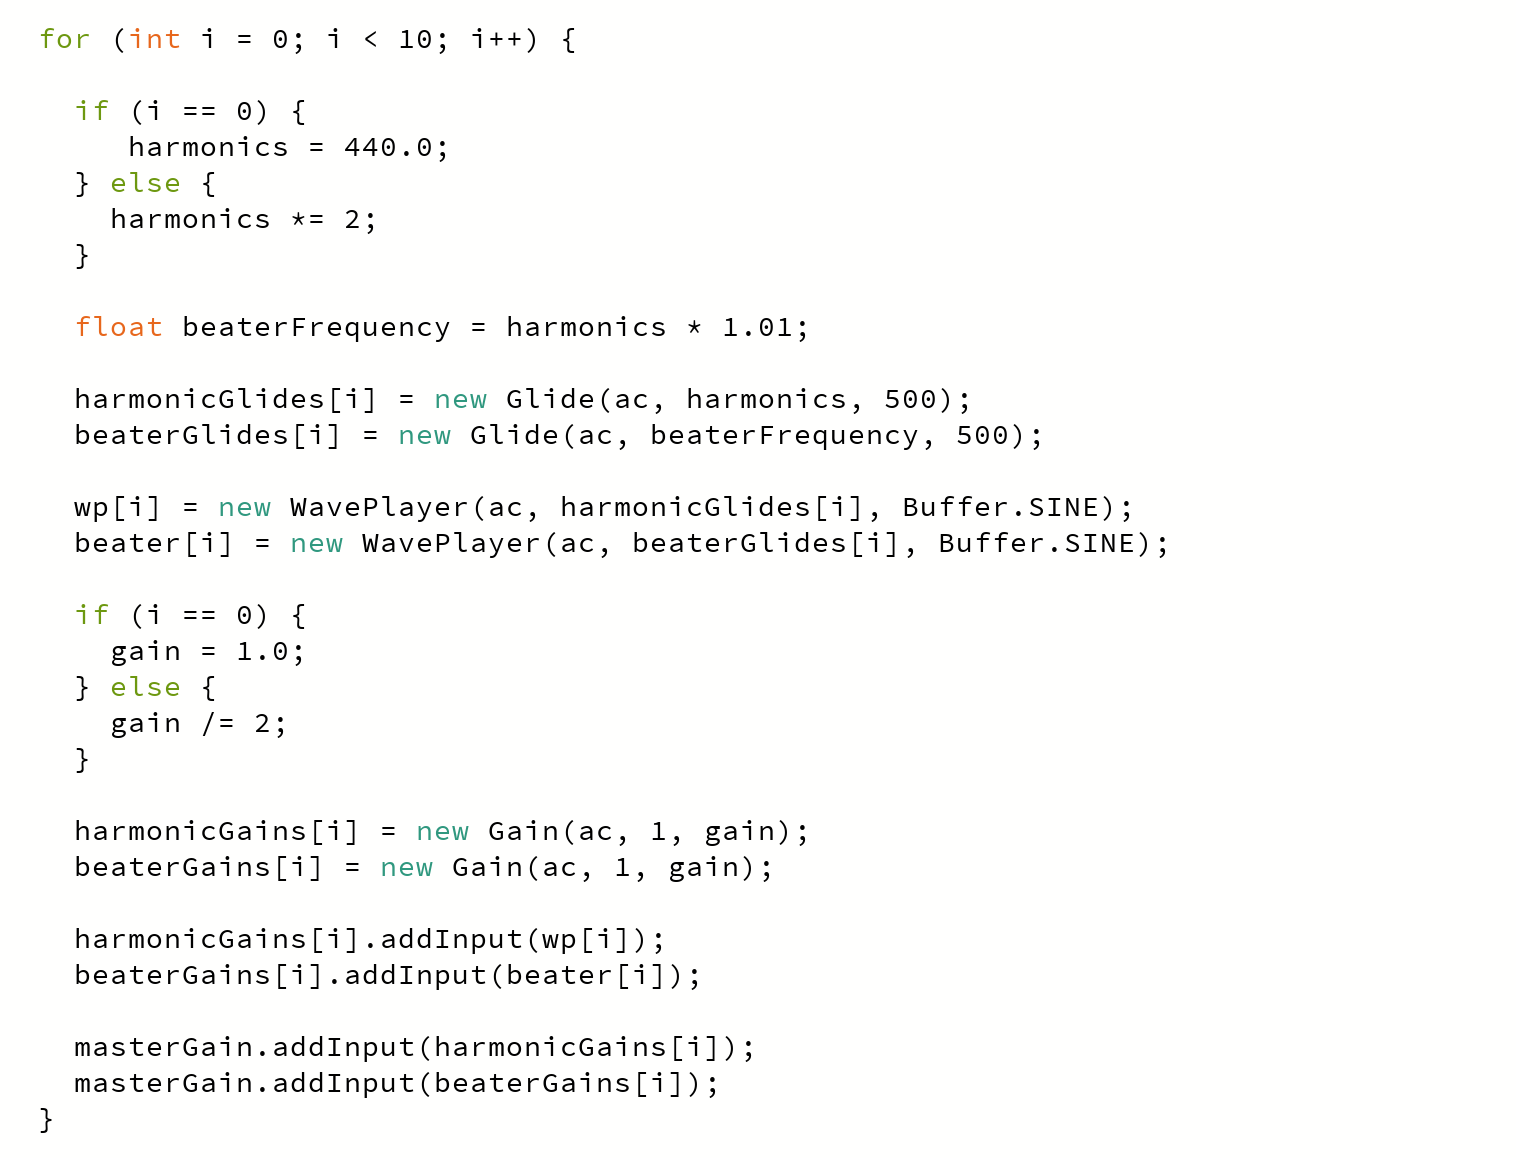 for (int i = 0; i < 10; i++) {
if (i == 0) {
harmonics = 440.0;
} else {
harmonics *= 2;
}
float beaterFrequency = harmonics * 1.01;
harmonicGlides[i] = new Glide(ac, harmonics, 500);
beaterGlides[i] = new Glide(ac, beaterFrequency, 500);
wp[i] = new WavePlayer(ac, harmonicGlides[i], Buffer.SINE);
beater[i] = new WavePlayer(ac, beaterGlides[i], Buffer.SINE);
if (i == 0) {
gain = 1.0;
} else {
gain /= 2;
}
harmonicGains[i] = new Gain(ac, 1, gain);
beaterGains[i] = new Gain(ac, 1, gain);
harmonicGains[i].addInput(wp[i]);
beaterGains[i].addInput(beater[i]);
masterGain.addInput(harmonicGains[i]);
masterGain.addInput(beaterGains[i]);
}